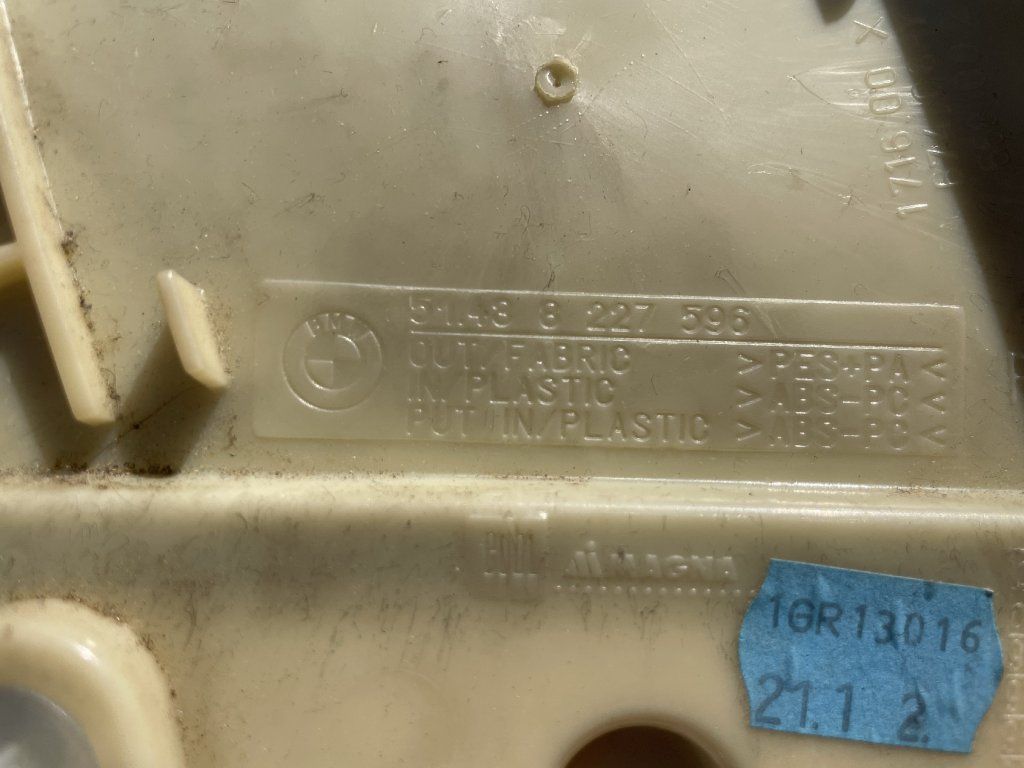 BMW
51.43 8 227 596
OUT/FABRIC >PES+PA<
IN/PLASTIC >ABS-PC<
PUT IN/PLASTIC >ABS-PC<
MAGNA
1GR13016
21.1 2.